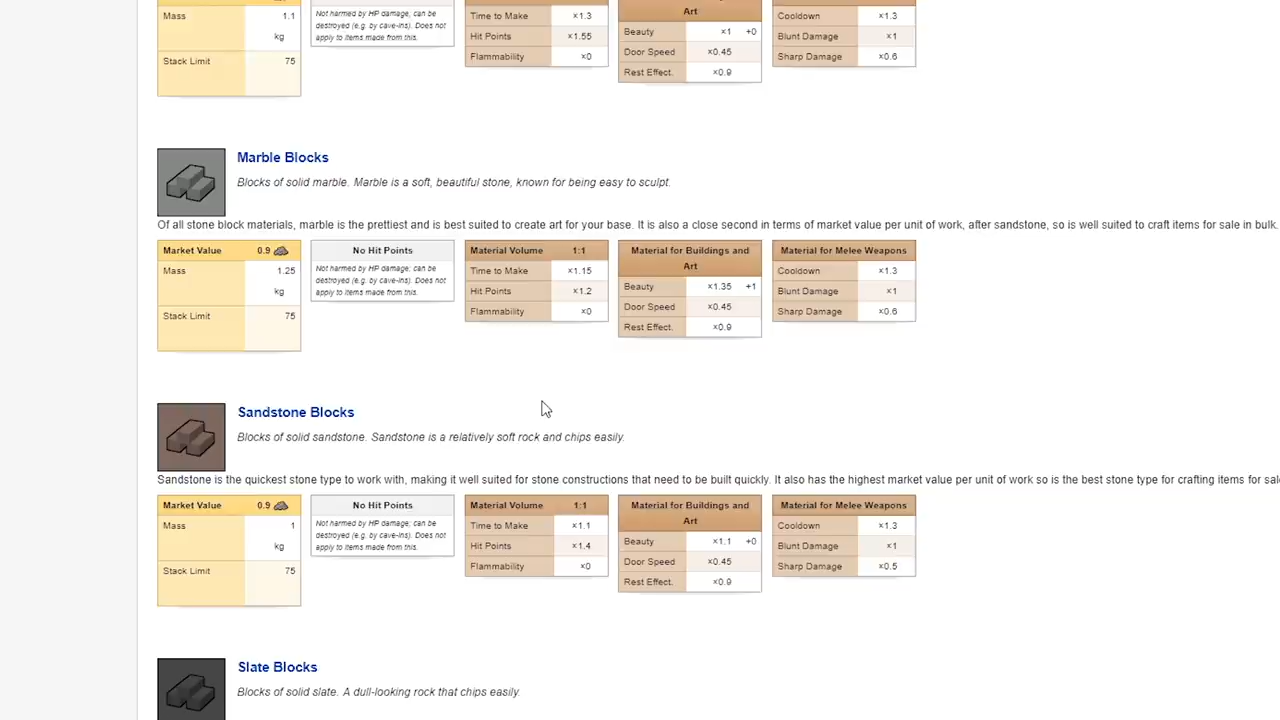 Mass 1.1 kg
Stack Limit 75
Not harmed by HP damage, can be
destroyed (e.g. by cave-ins). Does not
apply to items made from this.
Time to Make ×1.3
Hit Points ×1.55
Flammability ×0
Art
Beauty ×1 +0
Door Speed ×0.45
Rest Effect. ×0.9
Cooldown ×1.3
Blunt Damage ×1
Sharp Damage ×0.6
Marble Blocks
Blocks of solid marble. Marble is a soft, beautiful stone, known for being easy to sculpt.
Of all stone block materials, marble is the prettiest and is best suited to create art for your base. It is also a close second in terms of market value per unit of work, after sandstone, so is well suited to craft items for sale in bulk.
Market Value 0.9
Mass 1.25 kg
Stack Limit 75
No Hit Points
Not harmed by HP damage; can be
destroyed (e.g. by cave-ins). Does not
apply to items made from this.
Material Volume 1:1
Time to Make ×1.15
Hit Points ×1.2
Flammability ×0
Material for Buildings and
Art
Beauty ×1.35 +1
Door Speed ×0.45
Rest Effect. ×0.9
Material for Melee Weapons
Cooldown ×1.3
Blunt Damage ×1
Sharp Damage ×0.6
Sandstone Blocks
Blocks of solid sandstone. Sandstone is a relatively soft rock and chips easily.
Sandstone is the quickest stone type to work with, making it well suited for stone constructions that need to be built quickly. It also has the highest market value per unit of work so is the best stone type for crafting items for
Market Value 0.9
Mass 1 kg
Stack Limit 75
No Hit Points
Not harmed by HP damage; can be
destroyed (e.g. by cave-ins). Does not
apply to items made from this.
Material Volume 1:1
Time to Make ×1.1
Hit Points ×1.4
Flammability ×0
Material for Buildings and
Art
Beauty ×1.1 +0
Door Speed ×0.45
Rest Effect. ×0.9
Material for Melee Weapons
Cooldown ×1.3
Blunt Damage ×1
Sharp Damage ×0.5
Slate Blocks
Blocks of solid slate. A dull-looking rock that chips easily.